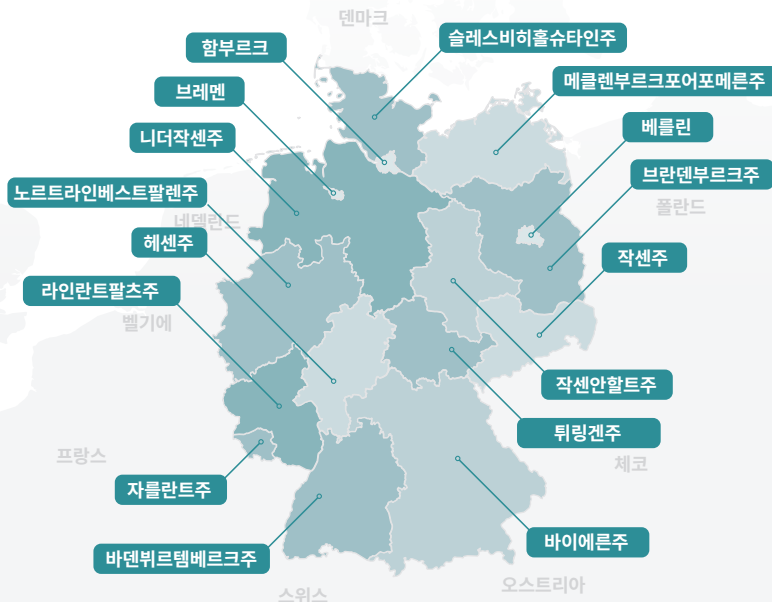 덴마크
슬레스비히홀슈타인주
함부르크
메클렌부르크포어포메른주
브레멘
베를린
니더작센주
브란덴부르크주
노르트라인베스트팔렌주
폴란드
네델란드
헤센주
작센주
라인란트팔츠주
벨기에
작센안할트주
튀링겐주
프랑스
체코
자를란트주
바이에른주
바덴뷔르템베르크주
오스트리아
스위스